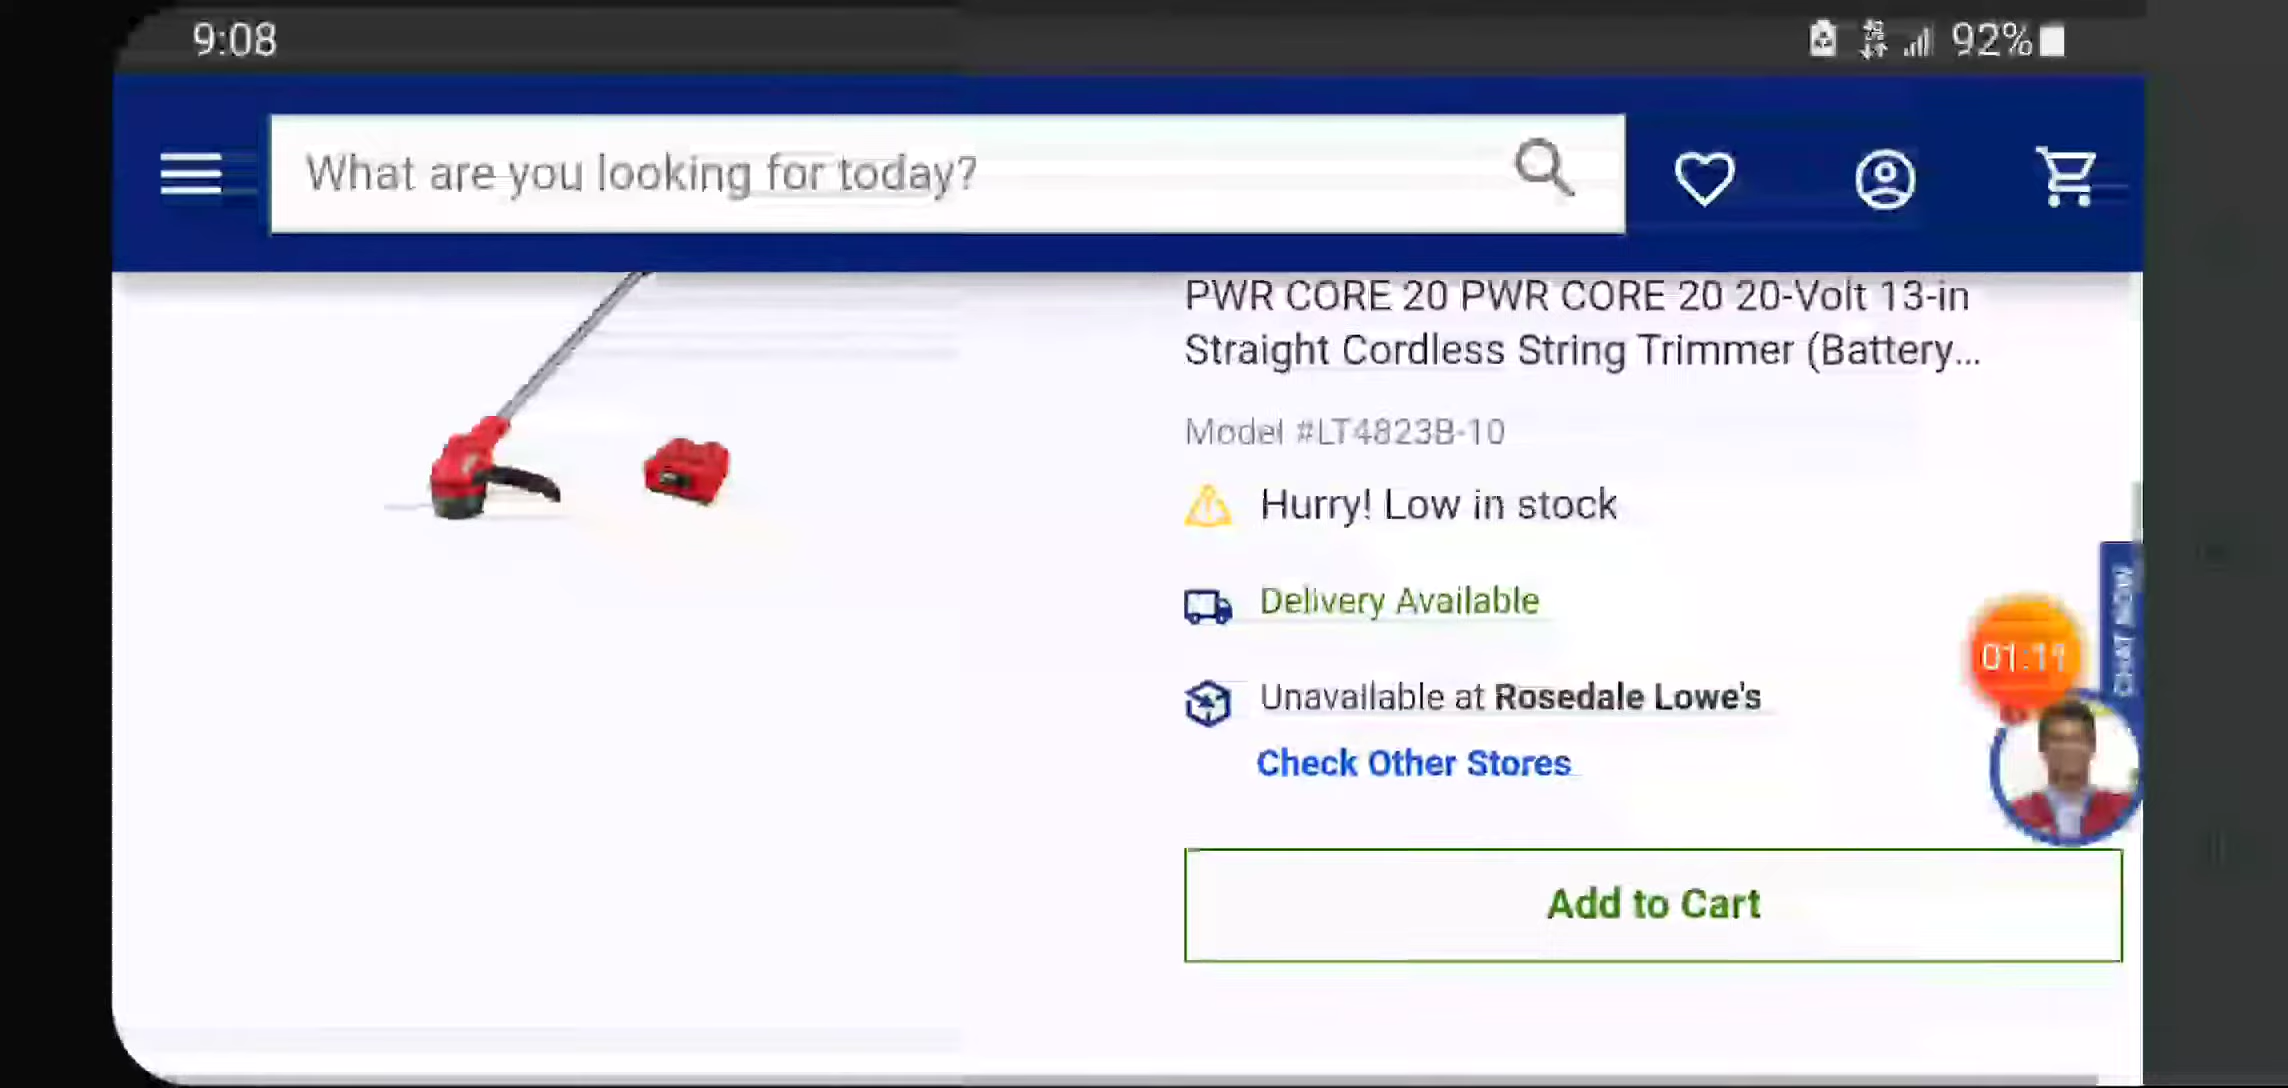 9:08
92%
What are you looking for today?
PWR CORE 20 PWR CORE 20 20-Volt 13-in
Straight Cordless String Trimmer (Battery...
Model #LT4823B-10
Hurry! Low in stock
Delivery Available
01:11
CHAT NOW
Unavailable at Rosedale Lowe's
Check Other Stores
Add to Cart